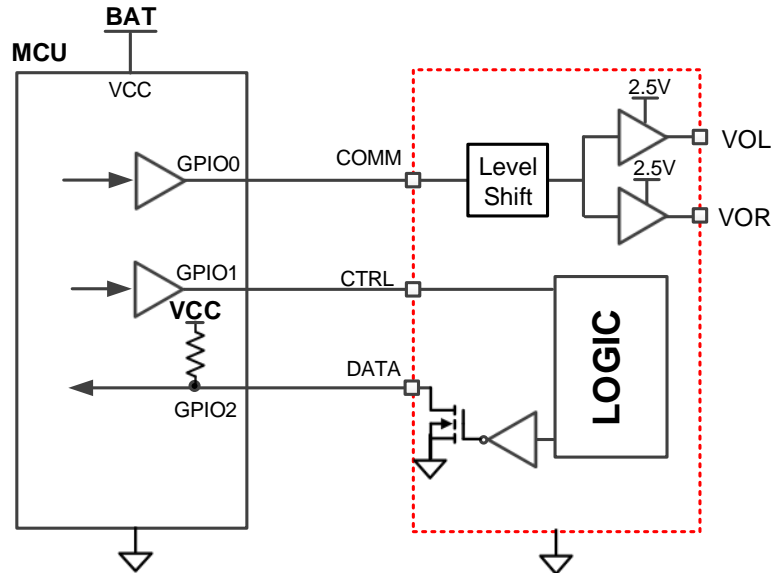 BAT
MCU
VCC
2.5V
GPIO0
COMM
Level
Shift
VOL
2.5V
VOR
GPIO1
CTRL
VCC
LOGIC
DATA
GPIO2